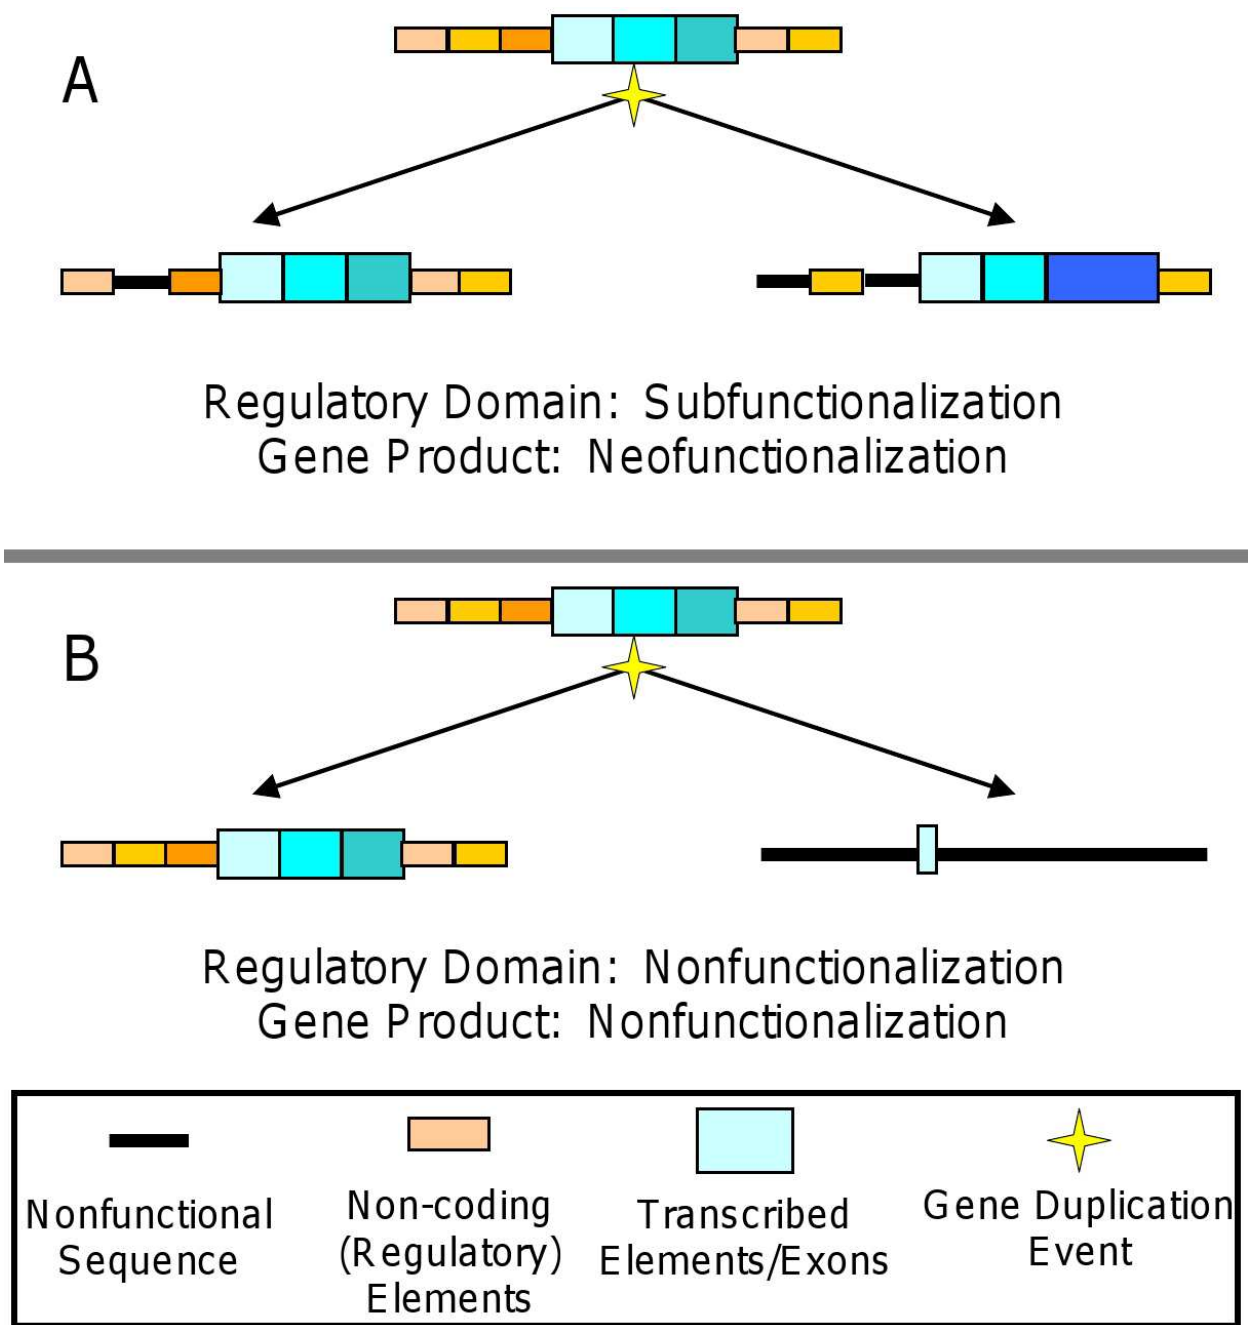 A
Regulatory Domain: Subfunctionalization
Gene Product: Neofunctionalization
B
Regulatory Domain: Nonfunctionalization
Gene Product: Nonfunctionalization
Nonfunctional
Sequence
Non-coding
(Regulatory)
Elements
Transcribed
Elements/Exons
Gene Duplication
Event